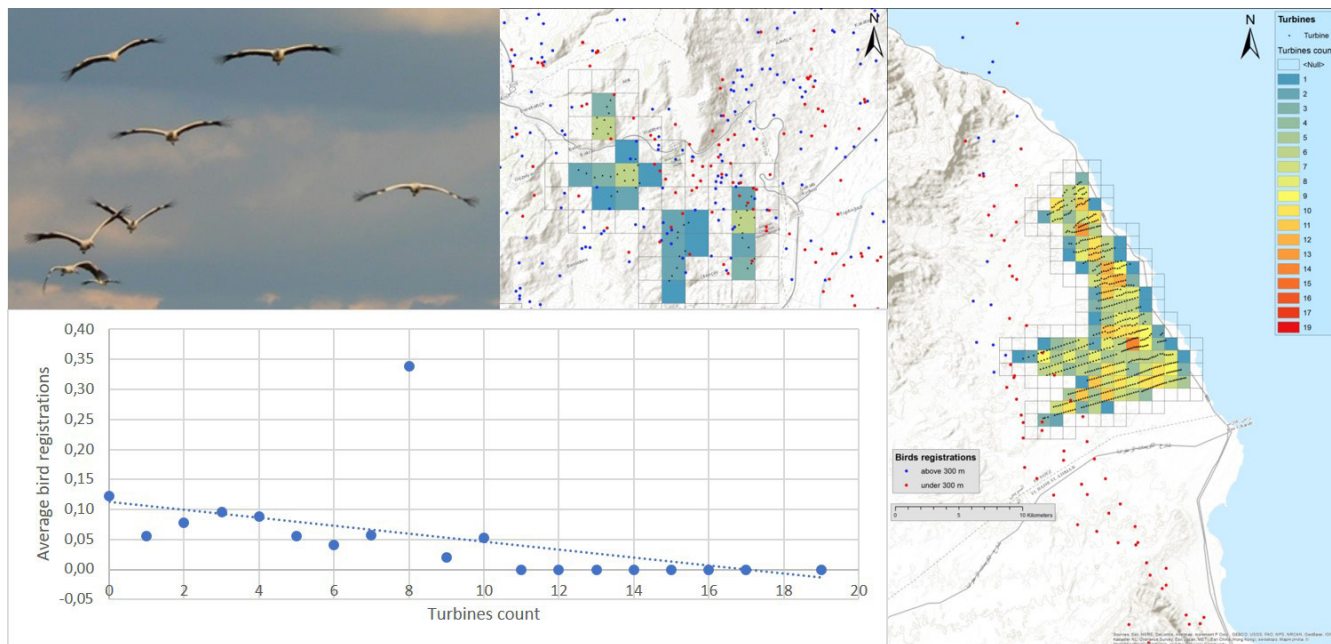 N
N
Turbines
Turbine
Turbines count
<Null>
1
2
3
4
5
6
7
8
9
10
11
12
13
14
15
16
17
19
Birds registrations
above 300 m
under 300 m
0 5 10 Kilometers
0,40
0,35
0,30
0,25
0,20
0,15
0,10
0,05
0,00
-0,05
0 2 4 6 8 10 12 14 16 18 20
Average bird registrations
Turbines count